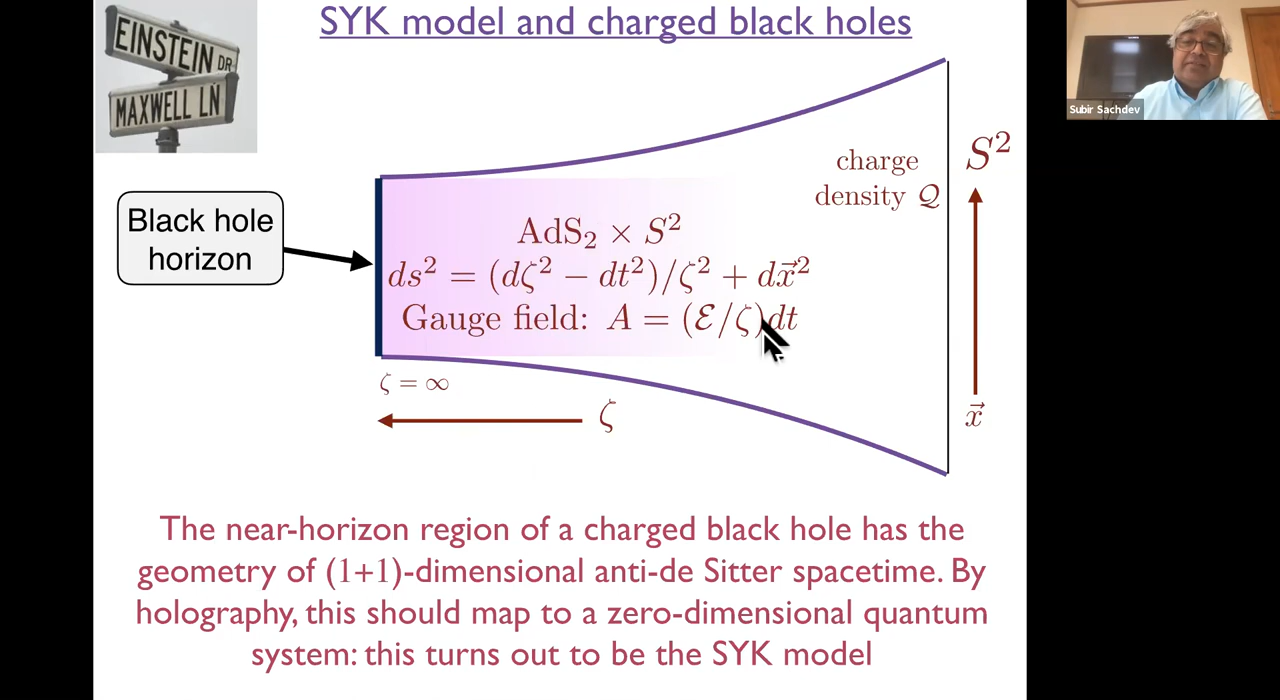 SYK model and charged black holes
EINSTEIN DR
MAXWELL LN
Subir Sachdev
Black hole
horizon
charge
density 𝒬
S²
AdS₂ × S²
ds² = (dζ² − dt²)/ζ² + dx⃗²
Gauge field: A = (ℰ/ζ)dt
ζ = ∞
ζ
x⃗
The near-horizon region of a charged black hole has the
geometry of (1+1)-dimensional anti-de Sitter spacetime. By
holography, this should map to a zero-dimensional quantum
system: this turns out to be the SYK model